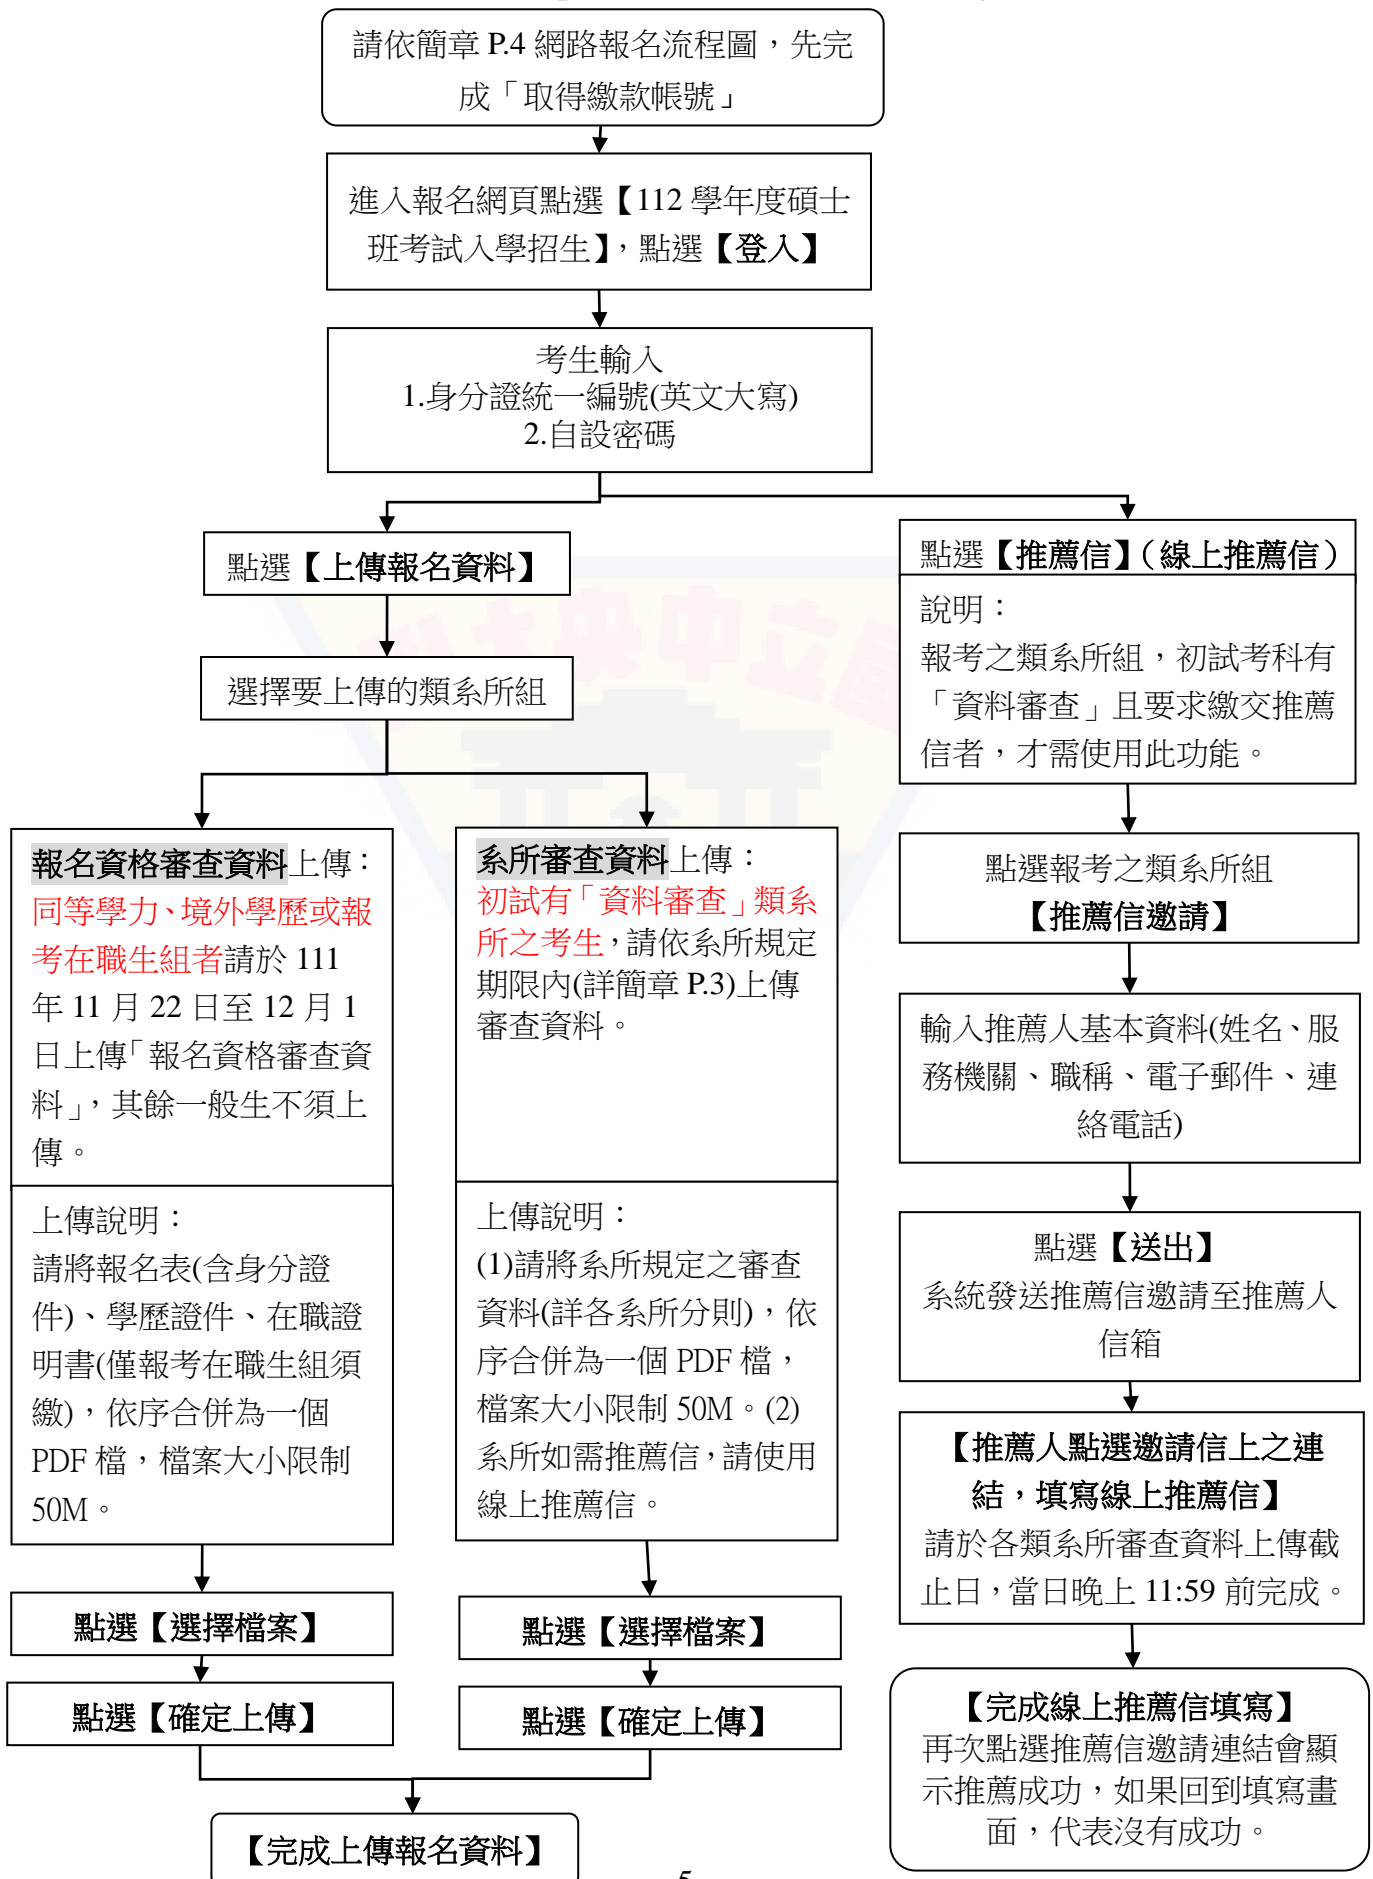 請依簡章 P.4 網路報名流程圖，先完
成「取得繳款帳號」
進入報名網頁點選【112 學年度碩士
班考試入學招生】，點選【登入】
考生輸入
1.身分證統一編號(英文大寫)
2.自設密碼
點選【上傳報名資料】
選擇要上傳的類系所組
報名資格審查資料上傳：
同等學力、境外學歷或報
考在職生組者請於 111
年 11 月 22 日至 12 月 1
日上傳「報名資格審查資
料」，其餘一般生不須上
傳。
上傳說明：
請將報名表(含身分證
件)、學歷證件、在職證
明書(僅報考在職生組須
繳)，依序合併為一個
PDF 檔，檔案大小限制
50M。
點選【選擇檔案】
點選【確定上傳】
系所審查資料上傳：
初試有「資料審查」類系
所之考生，請依系所規定
期限內(詳簡章 P.3)上傳
審查資料。
上傳說明：
(1)請將系所規定之審查
資料(詳各系所分則)，依
序合併為一個 PDF 檔，
檔案大小限制 50M。(2)
系所如需推薦信，請使用
線上推薦信。
點選【選擇檔案】
點選【確定上傳】
【完成上傳報名資料】
點選【推薦信】（線上推薦信）
說明：
報考之類系所組，初試考科有
「資料審查」且要求繳交推薦
信者，才需使用此功能。
點選報考之類系所組
【推薦信邀請】
輸入推薦人基本資料(姓名、服
務機關、職稱、電子郵件、連
絡電話)
點選【送出】
系統發送推薦信邀請至推薦人
信箱
【推薦人點選邀請信上之連
結，填寫線上推薦信】
請於各類系所審查資料上傳截
止日，當日晚上 11:59 前完成。
【完成線上推薦信填寫】
再次點選推薦信邀請連結會顯
示推薦成功，如果回到填寫畫
面，代表沒有成功。
學大央中立國